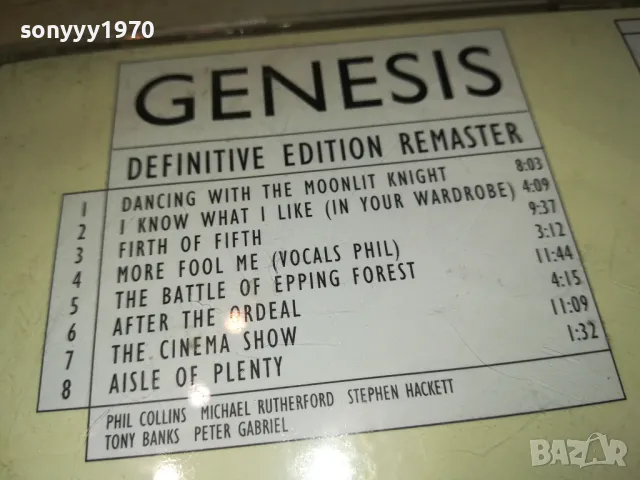 sonyyy1970
GENESIS
DEFINITIVE EDITION REMASTER
1 DANCING WITH THE MOONLIT KNIGHT 8:03
2 I KNOW WHAT I LIKE (IN YOUR WARDROBE) 4:09
3 FIRTH OF FIFTH 9:37
4 MORE FOOL ME (VOCALS PHIL) 3:12
5 THE BATTLE OF EPPING FOREST 11:44
6 AFTER THE ORDEAL 4:15
7 THE CINEMA SHOW 11:09
8 AISLE OF PLENTY 1:32
PHIL COLLINS MICHAEL RUTHERFORD STEPHEN HACKETT
TONY BANKS PETER GABRIEL
BAZAR